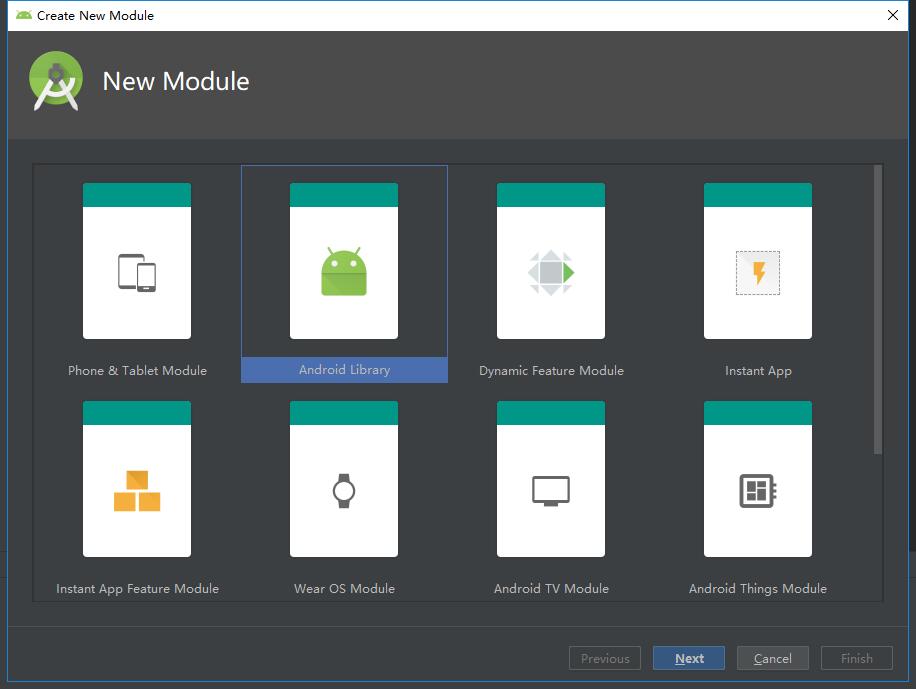 Create New Module
New Module
Phone & Tablet Module
Android Library
Dynamic Feature Module
Instant App
Instant App Feature Module
Wear OS Module
Android TV Module
Android Things Module
Previous
Next
Cancel
Finish